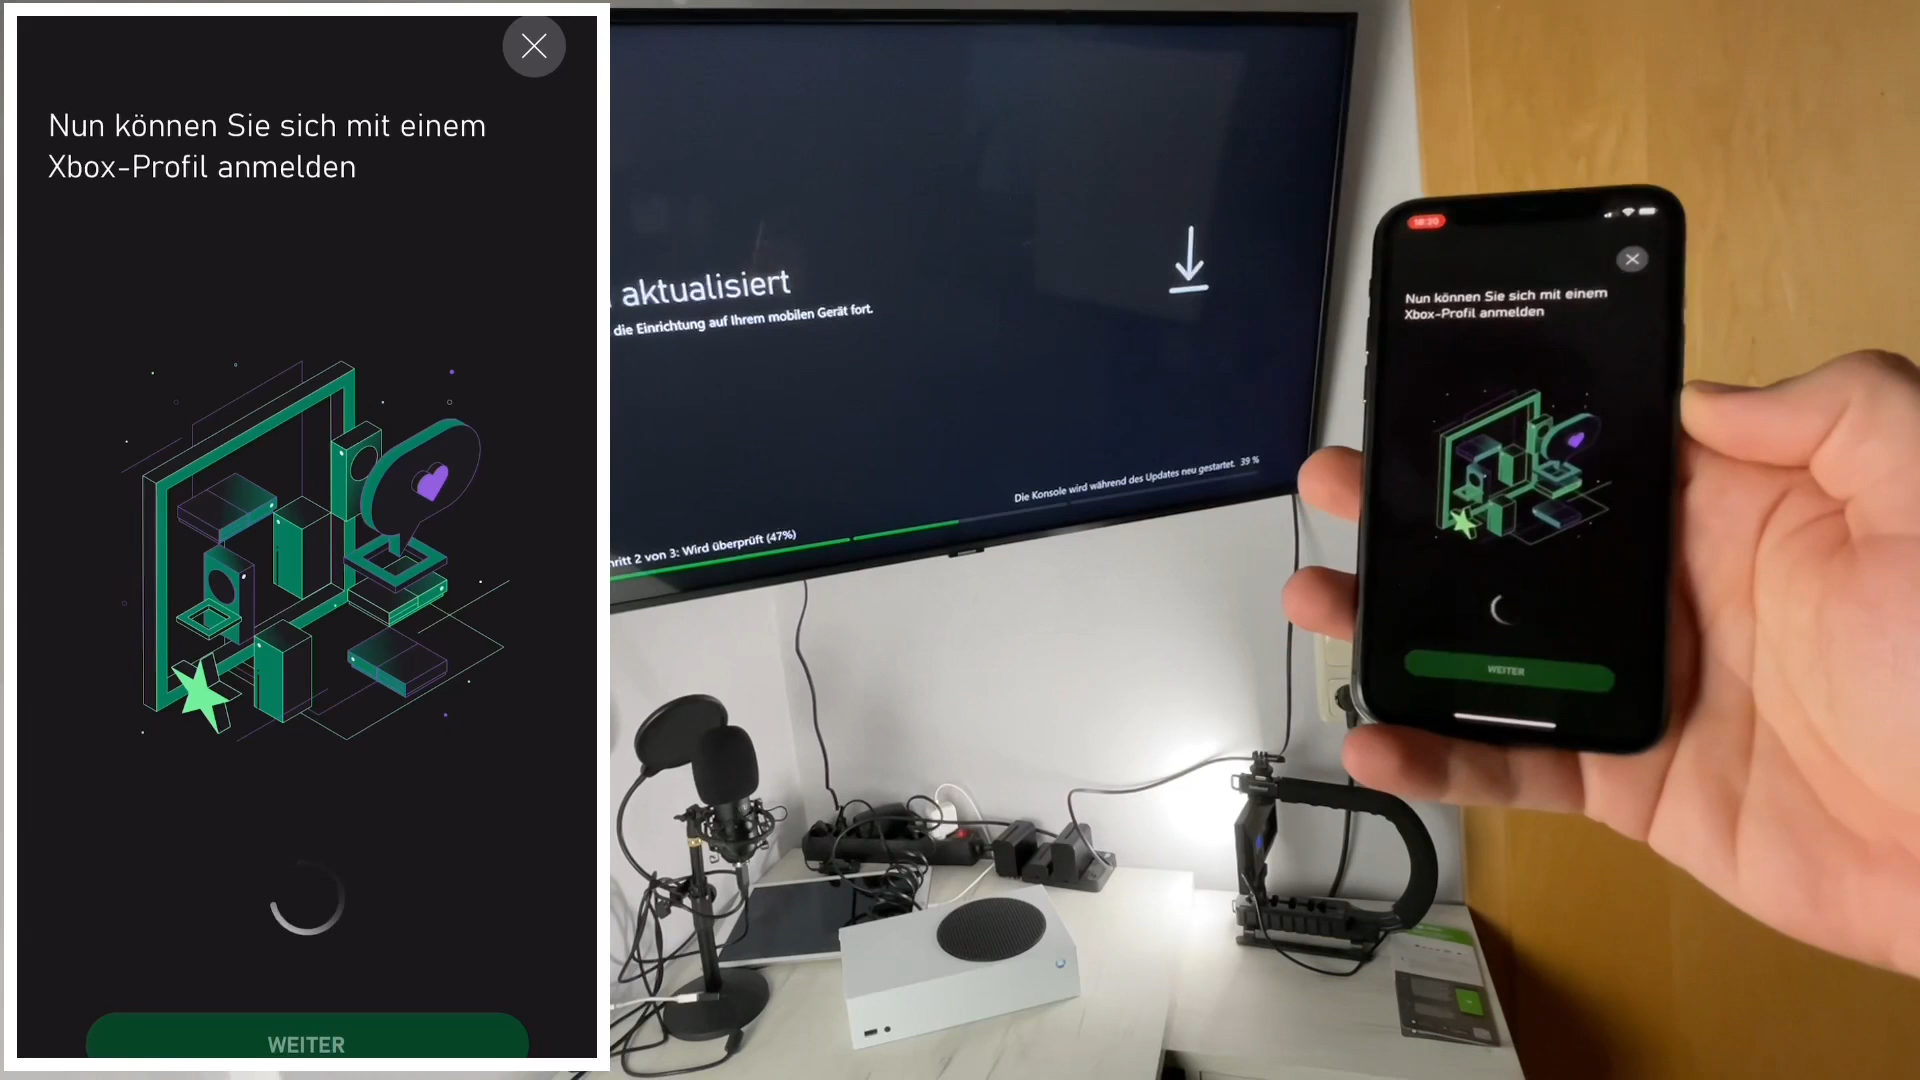 Nun können Sie sich mit einem
Xbox-Profil anmelden
WEITER
aktualisiert
die Einrichtung auf Ihrem mobilen Gerät fort.
Die Konsole wird während des Updates neu gestartet. 39 %
ritt 2 von 3: Wird überprüft (47%)
18:20
Nun können Sie sich mit einem
Xbox-Profil anmelden
WEITER